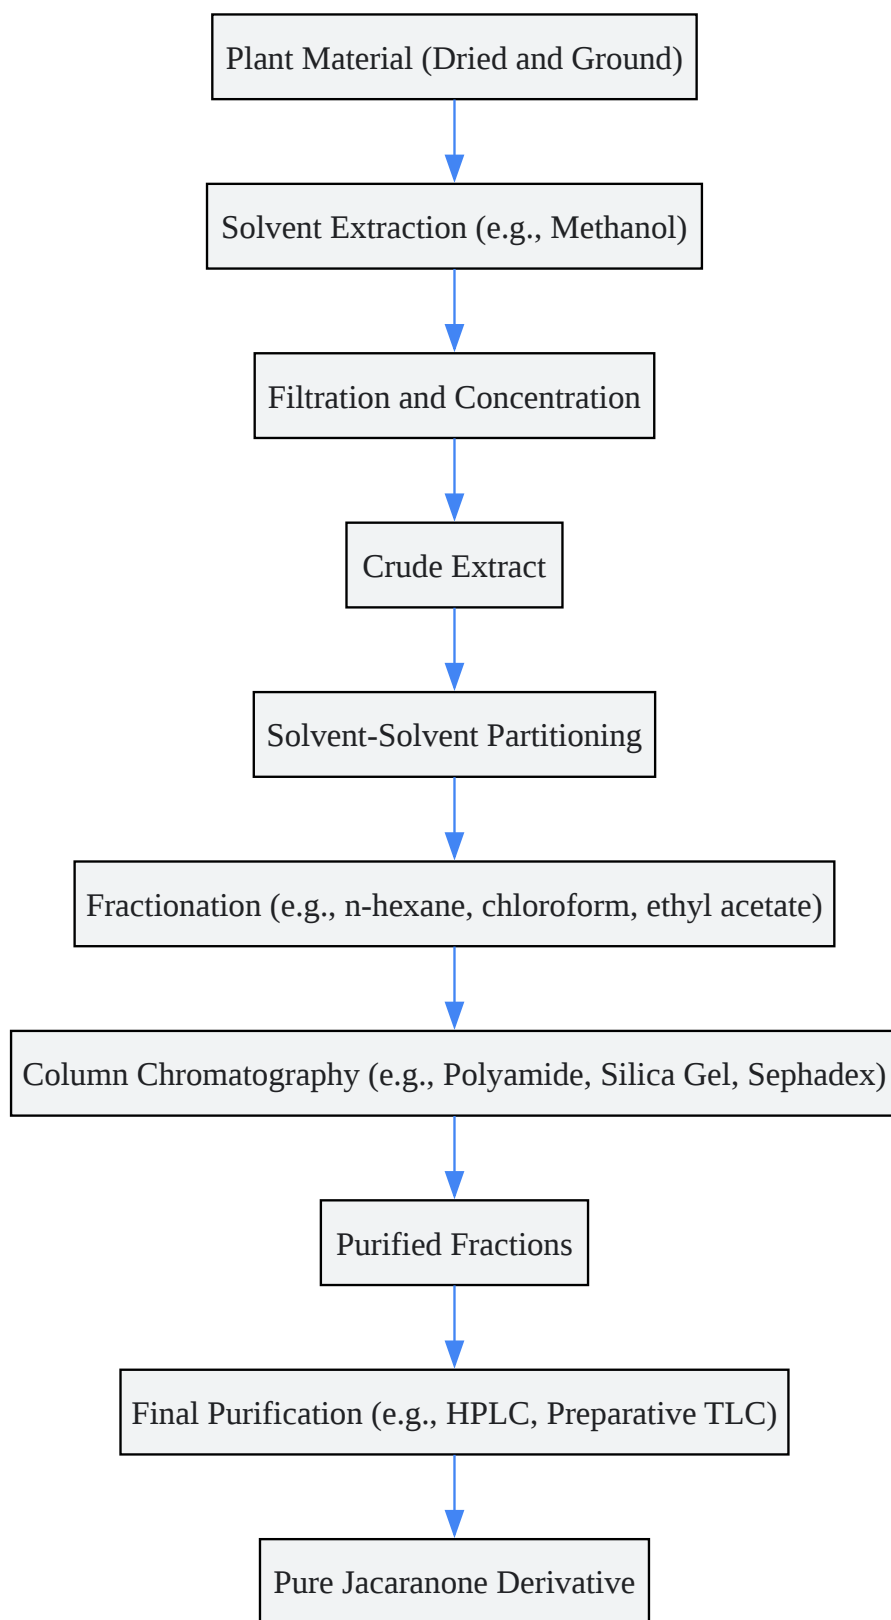 Plant Material (Dried and Ground)
Solvent Extraction (e.g., Methanol)
Filtration and Concentration
Crude Extract
Solvent-Solvent Partitioning
Fractionation (e.g., n-hexane, chloroform, ethyl acetate)
Column Chromatography (e.g., Polyamide, Silica Gel, Sephadex)
Purified Fractions
Final Purification (e.g., HPLC, Preparative TLC)
Pure Jacaranone Derivative